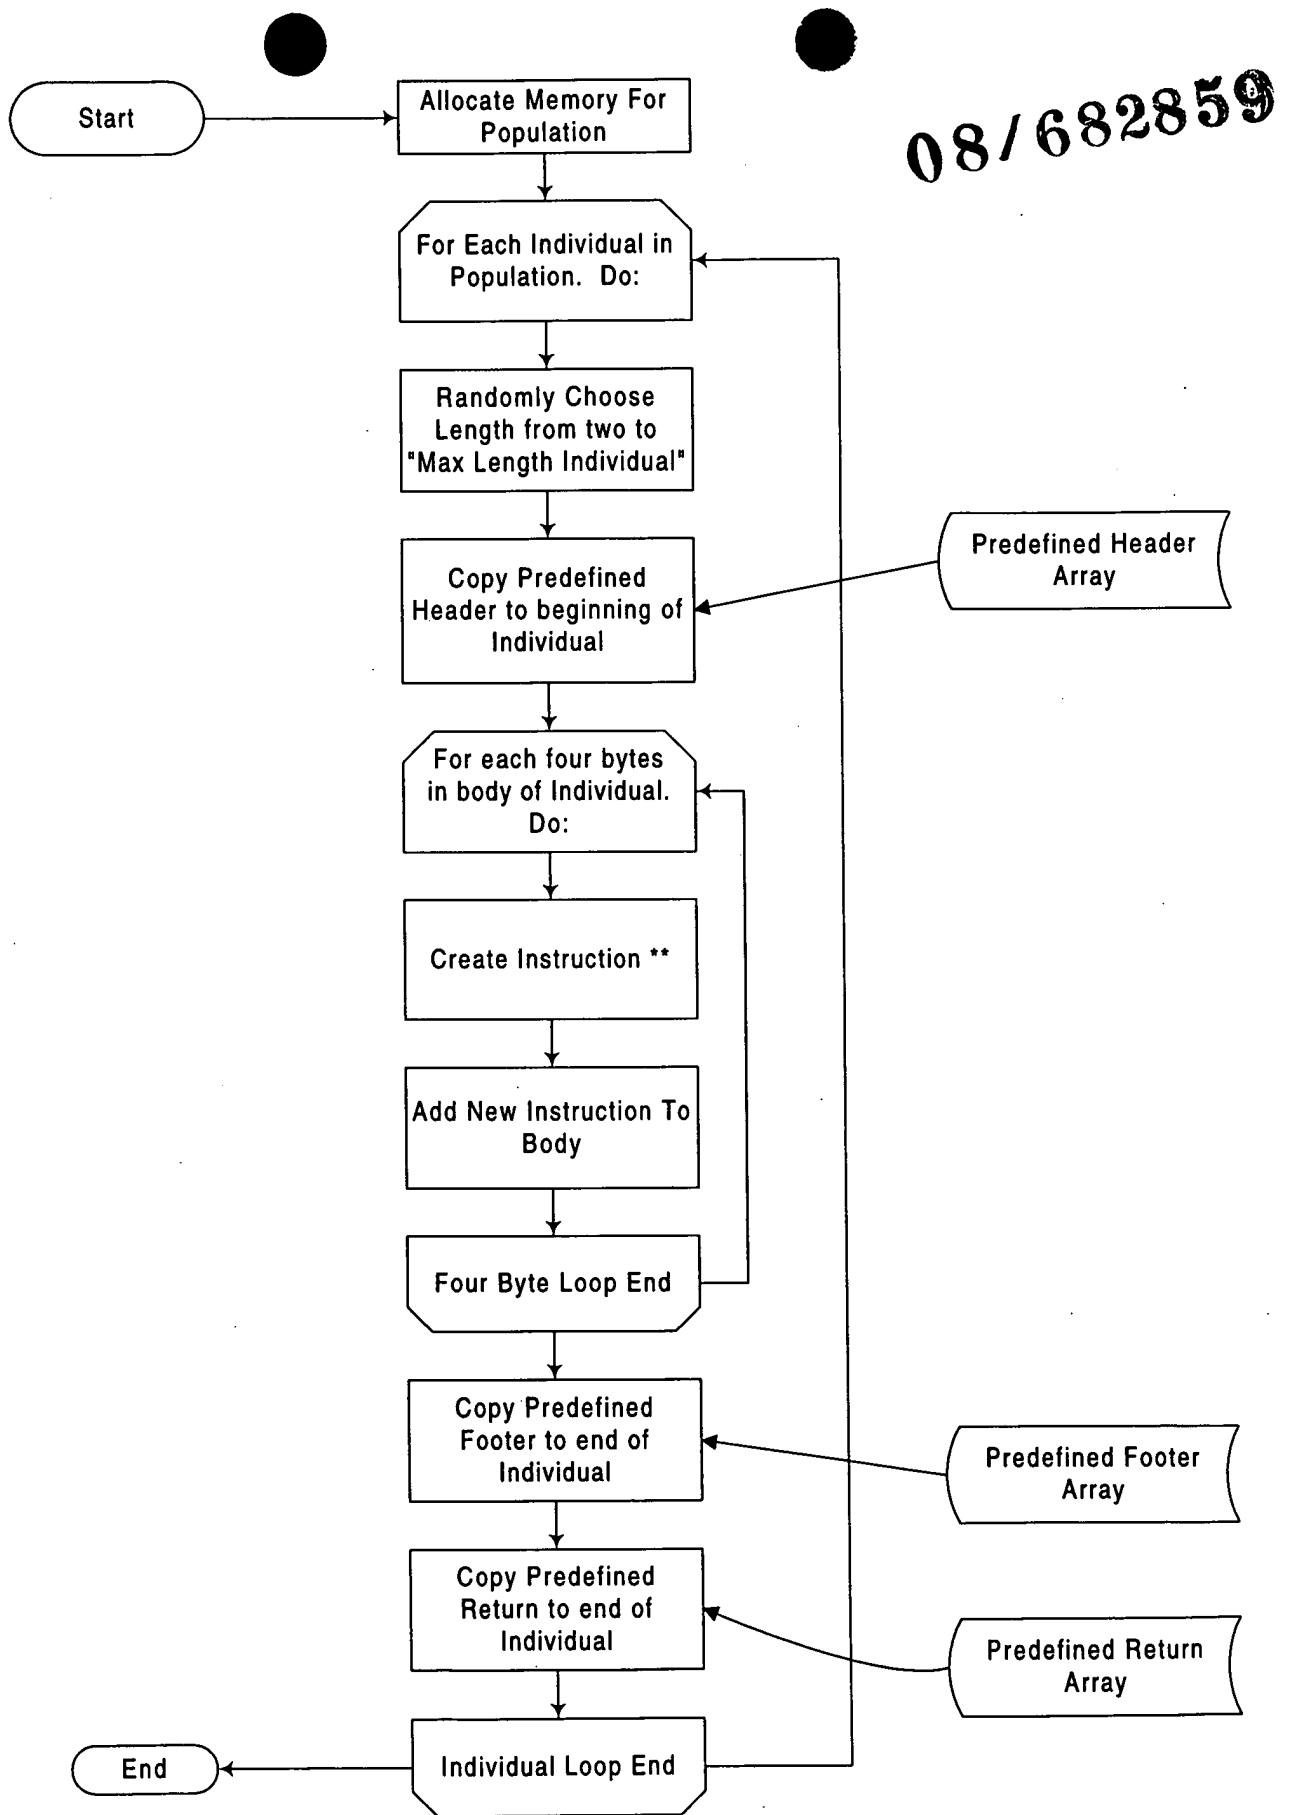 08/682859
Start
Allocate Memory For
Population
For Each Individual in
Population. Do:
Randomly Choose
Length from two to
"Max Length Individual"
Copy Predefined
Header to beginning of
Individual
Predefined Header
Array
For each four bytes
in body of Individual.
Do:
Create Instruction **
Add New Instruction To
Body
Four Byte Loop End
Copy Predefined
Footer to end of
Individual
Predefined Footer
Array
Copy Predefined
Return to end of
Individual
Predefined Return
Array
Individual Loop End
End